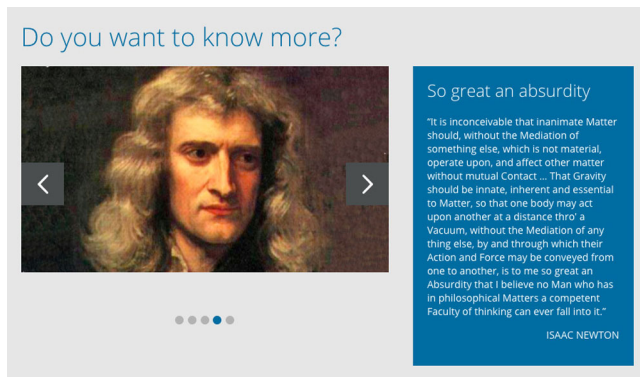 Do you want to know more?
So great an absurdity
“It is inconceivable that inanimate Matter
should, without the Mediation of
something else, which is not material,
operate upon, and affect other matter
without mutual Contact ... That Gravity
should be innate, inherent and essential
to Matter, so that one body may act
upon another at a distance thro' a
Vacuum, without the Mediation of any
thing else, by and through which their
Action and Force may be conveyed from
one to another, is to me so great an
Absurdity that I believe no Man who has
in philosophical Matters a competent
Faculty of thinking can ever fall into it.”
ISAAC NEWTON